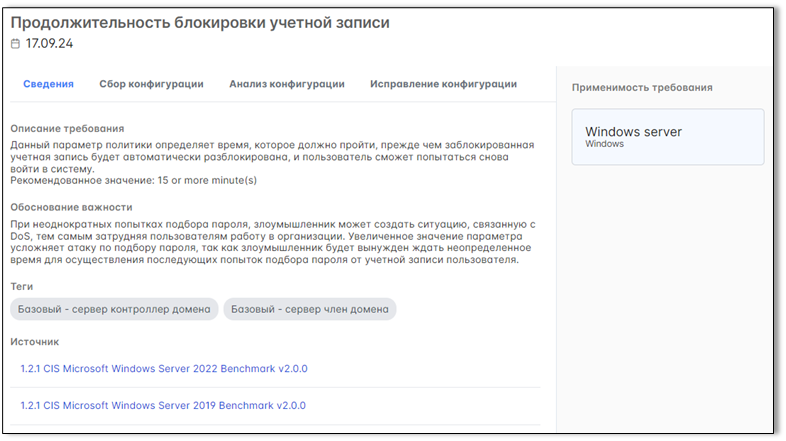 Продолжительность блокировки учетной записи
17.09.24
Сведения
Сбор конфигурации
Анализ конфигурации
Исправление конфигурации
Описание требования
Данный параметр политики определяет время, которое должно пройти, прежде чем заблокированная
учетная запись будет автоматически разблокирована, и пользователь сможет попытаться снова
войти в систему.
Рекомендованное значение: 15 or more minute(s)
Обоснование важности
При неоднократных попытках подбора пароля, злоумышленник может создать ситуацию, связанную с
DoS, тем самым затрудняя пользователям работу в организации. Увеличенное значение параметра
усложняет атаку по подбору пароля, так как злоумышленник будет вынужден ждать неопределенное
время для осуществления последующих попыток подбора пароля от учетной записи пользователя.
Теги
Базовый - сервер контроллер домена
Базовый - сервер член домена
Источник
1.2.1 CIS Microsoft Windows Server 2022 Benchmark v2.0.0
1.2.1 CIS Microsoft Windows Server 2019 Benchmark v2.0.0
Применимость требования
Windows server
Windows